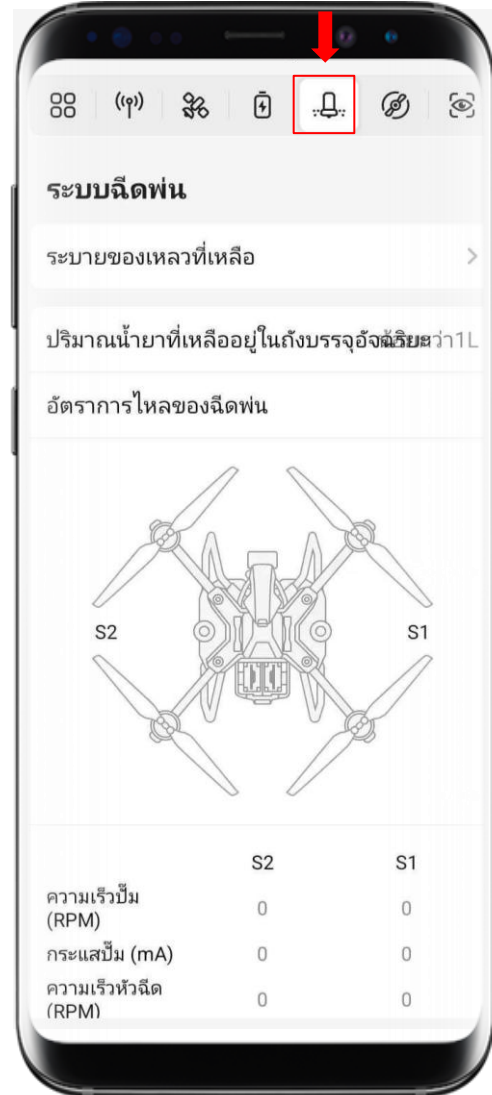 ระบบฉีดพ่น
ระบายของเหลวที่เหลือ
ปริมาณน้ำยาที่เหลืออยู่ในถังบรรจุอัจฉริยะ
ว่า1L
อัตราการไหลของฉีดพ่น
S2 S1
S2 S1
ความเร็วปั๊ม
(RPM) 0 0
กระแสปั๊ม (mA) 0 0
ความเร็วหัวฉีด
(RPM) 0 0